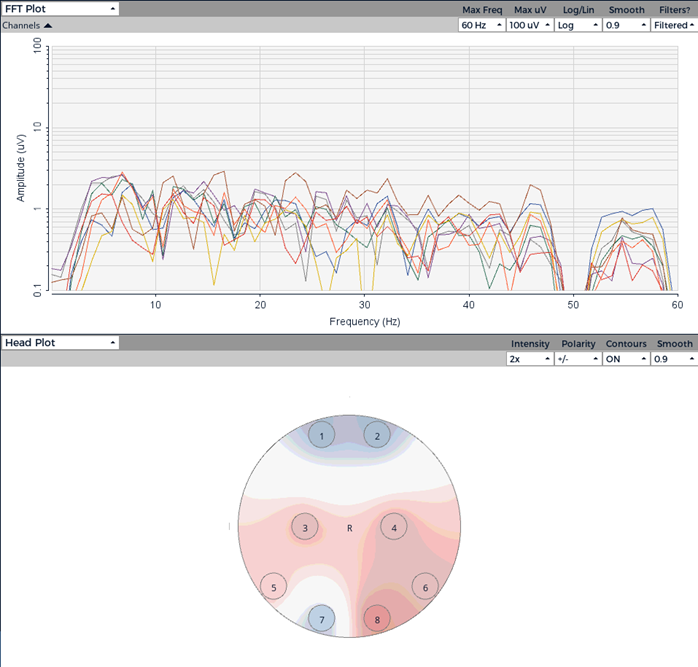 FFT Plot
Max Freq Max uV Log/Lin Smooth Filters?
Channels
60 Hz 100 uV Log 0.9 Filtered
100
10
1
0.1
Amplitude (uV)
10 20 30 40 50 60
Frequency (Hz)
Head Plot
Intensity Polarity Contours Smooth
2x +/- ON 0.9
1 2
3 R 4
5 6
7 8